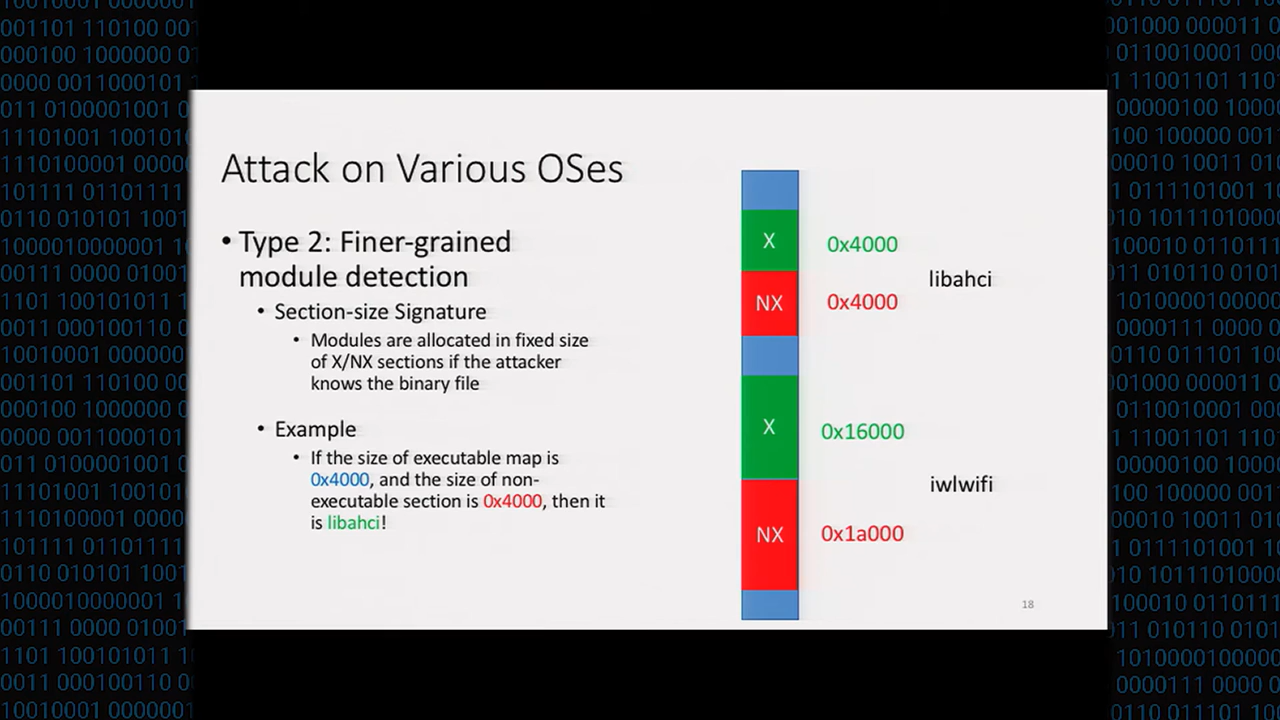 Attack on Various OSes
• Type 2: Finer-grained
module detection
• Section-size Signature
• Modules are allocated in fixed size
of X/NX sections if the attacker
knows the binary file
• Example
• If the size of executable map is
0x4000, and the size of non-
executable section is 0x4000, then it
is libahci!
X
0x4000
libahci
NX
0x4000
X
0x16000
iwlwifi
NX
0x1a000
18